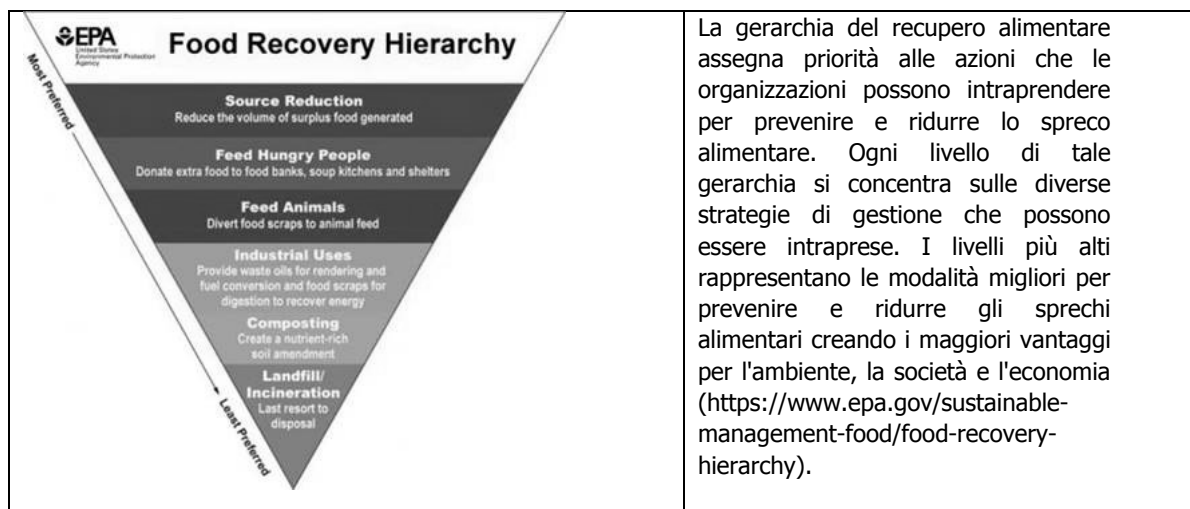 EPA
United States
Environmental Protection
Agency
Food Recovery Hierarchy
Most Preferred
Source Reduction
Reduce the volume of surplus food generated
Feed Hungry People
Donate extra food to food banks, soup kitchens and shelters
Feed Animals
Divert food scraps to animal feed
Industrial Uses
Provide waste oils for rendering and
fuel conversion and food scraps for
digestion to recover energy
Composting
Create a nutrient-rich
soil amendment
Landfill/
Incineration
Last resort to
disposal
Least Preferred
La gerarchia del recupero alimentare
assegna priorità alle azioni che le
organizzazioni possono intraprendere
per prevenire e ridurre lo spreco
alimentare. Ogni livello di tale
gerarchia si concentra sulle diverse
strategie di gestione che possono
essere intraprese. I livelli più alti
rappresentano le modalità migliori per
prevenire e ridurre gli sprechi
alimentari creando i maggiori vantaggi
per l'ambiente, la società e l'economia
(https://www.epa.gov/sustainable-
management-food/food-recovery-
hierarchy).